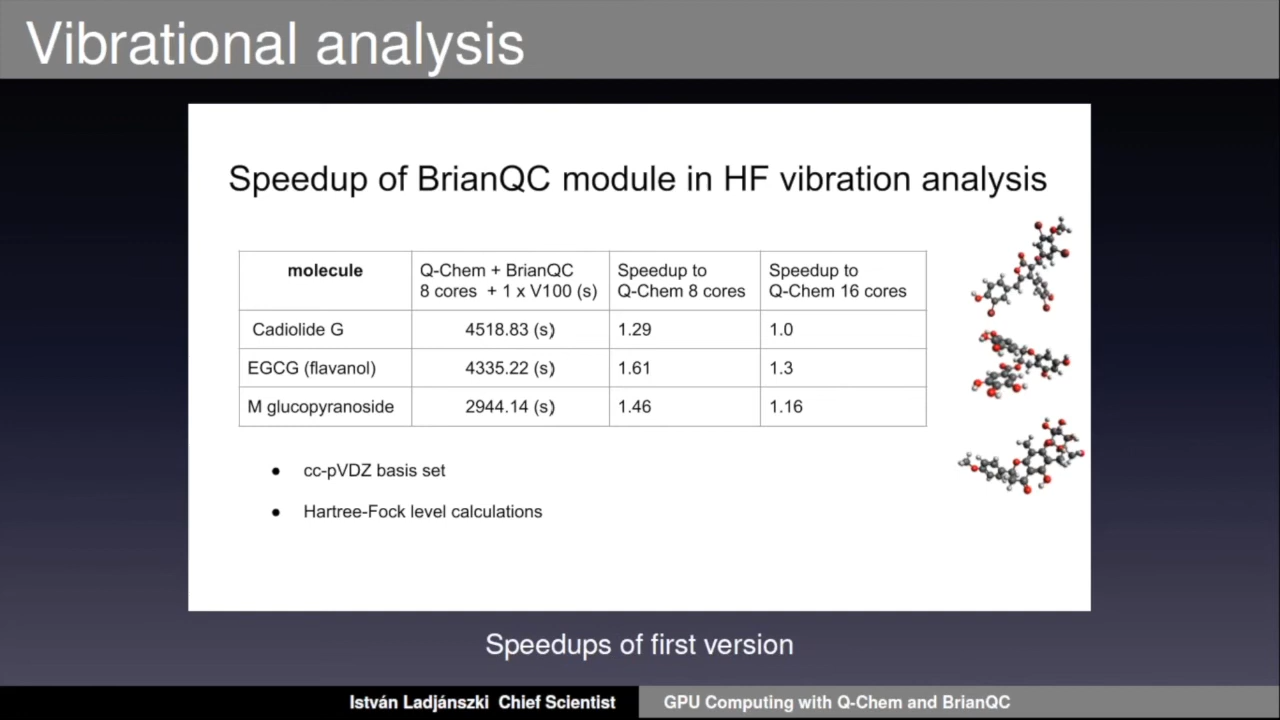 Vibrational analysis
Speedup of BrianQC module in HF vibration analysis
molecule
Q-Chem + BrianQC
8 cores + 1 x V100 (s)
Speedup to
Q-Chem 8 cores
Speedup to
Q-Chem 16 cores
Cadiolide G 4518.83 (s) 1.29 1.0
EGCG (flavanol) 4335.22 (s) 1.61 1.3
M glucopyranoside 2944.14 (s) 1.46 1.16
● cc-pVDZ basis set
● Hartree-Fock level calculations
Speedups of first version
István Ladjánszki Chief Scientist GPU Computing with Q-Chem and BrianQC